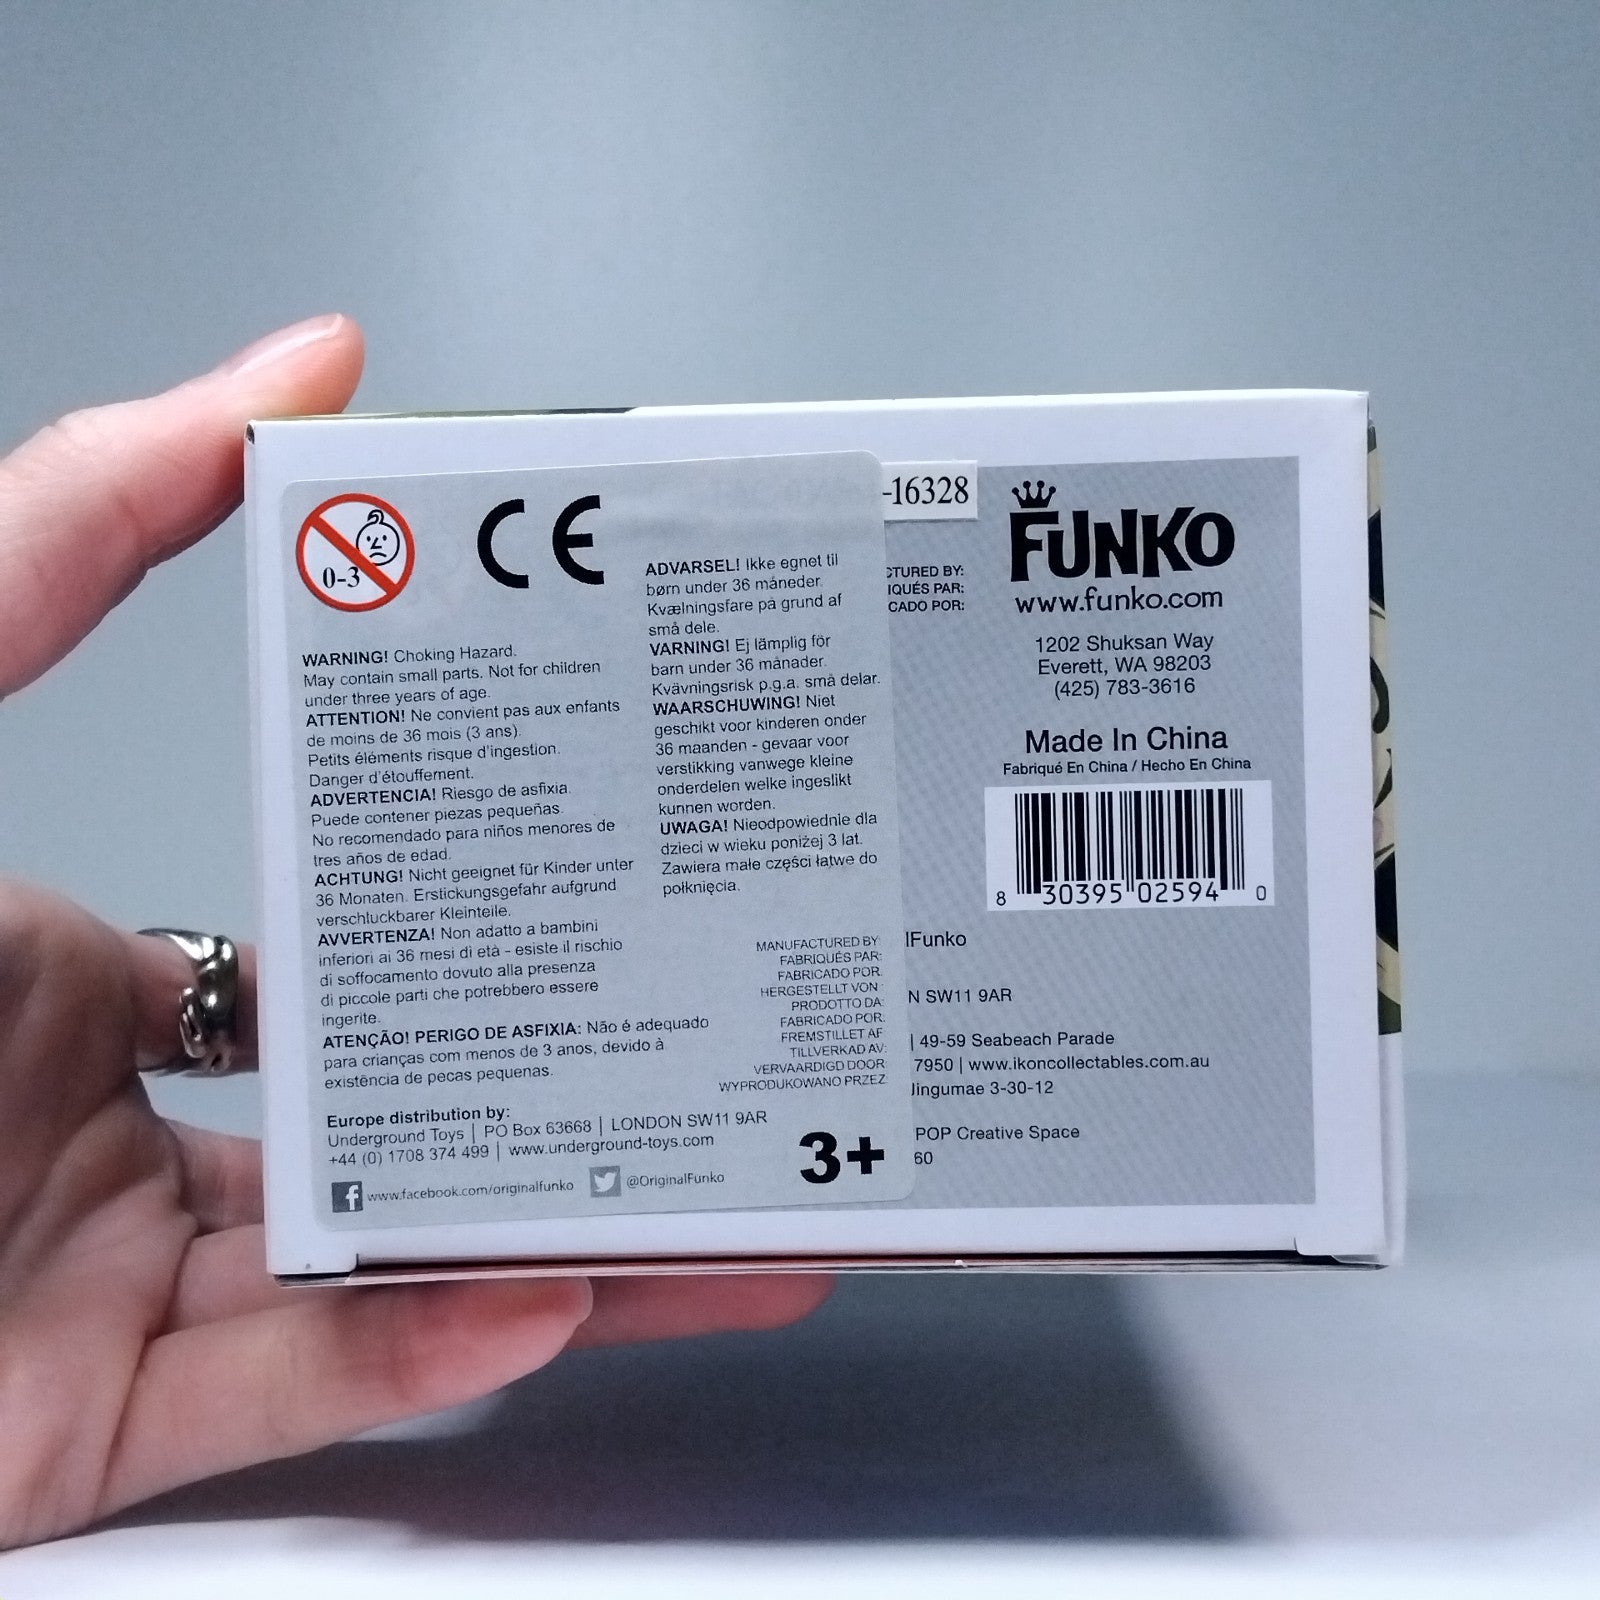 0-3
CE
WARNING! Choking Hazard.
May contain small parts. Not for children
under three years of age.
ATTENTION! Ne convient pas aux enfants
de moins de 36 mois (3 ans).
Petits éléments risque d'ingestion.
Danger d'étouffement.
ADVERTENCIA! Riesgo de asfixia.
Puede contener piezas pequeñas.
No recomendado para niños menores de
tres años de edad.
ACHTUNG! Nicht geeignet für Kinder unter
36 Monaten. Erstickungsgefahr aufgrund
verschluckbarer Kleinteile.
AVVERTENZA! Non adatto a bambini
inferiori ai 36 mesi di età - esiste il rischio
di soffocamento dovuto alla presenza
di piccole parti che potrebbero essere
ingerite.
ATENÇÃO! PERIGO DE ASFIXIA: Não é adequado
para crianças com menos de 3 anos, devido à
existência de pecas pequenas.
ADVARSEL! Ikke egnet til
børn under 36 måneder.
Kvælningsfare på grund af
små dele.
VARNING! Ej lämplig för
barn under 36 månader.
Kvävningsrisk p.g.a. små delar.
WAARSCHUWING! Niet
geschikt voor kinderen onder
36 maanden - gevaar voor
verstikking vanwege kleine
onderdelen welke ingeslikt
kunnen worden.
UWAGA! Nieodpowiednie dla
dzieci w wieku poniżej 3 lat.
Zawiera małe części łatwe do
połknięcia.
MANUFACTURED BY:
FABRIQUÉS PAR:
FABRICADO POR:
HERGESTELLT VON:
PRODOTTO DA:
FABRICADO POR:
FREMSTILLET AF:
TILLVERKAD AV:
VERVAARDIGD DOOR
WYPRODUKOWANO PRZEZ
Europe distribution by:
Underground Toys | PO Box 63668 | LONDON SW11 9AR
+44 (0) 1708 374 499 | www.underground-toys.com
www.facebook.com/originalfunko @OriginalFunko
3+
-16328
CTURED BY:
IQUÉS PAR:
CADO POR:
FUNKO
www.funko.com
1202 Shuksan Way
Everett, WA 98203
(425) 783-3616
Made In China
Fabriqué En China / Hecho En China
8 30395 02594 0
lFunko
N SW11 9AR
| 49-59 Seabeach Parade
7950 | www.ikoncollectables.com.au
Jingumae 3-30-12
POP Creative Space
60